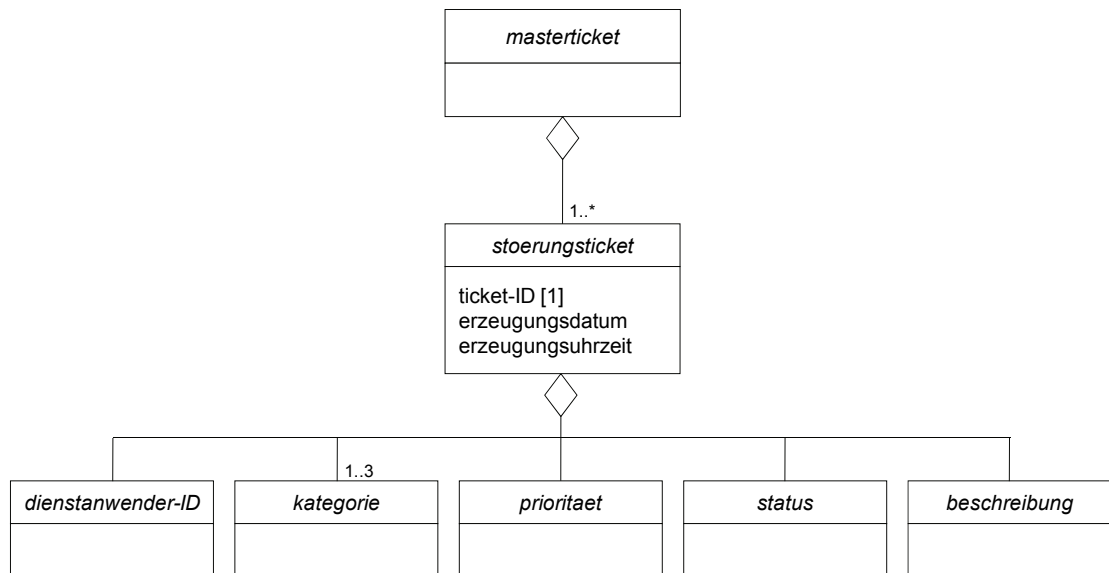 masterticket
1..*
stoerungsticket
ticket-ID [1]
erzeugungsdatum
erzeugungsuhrzeit
1..3
dienstanwender-ID
kategorie
prioritaet
status
beschreibung